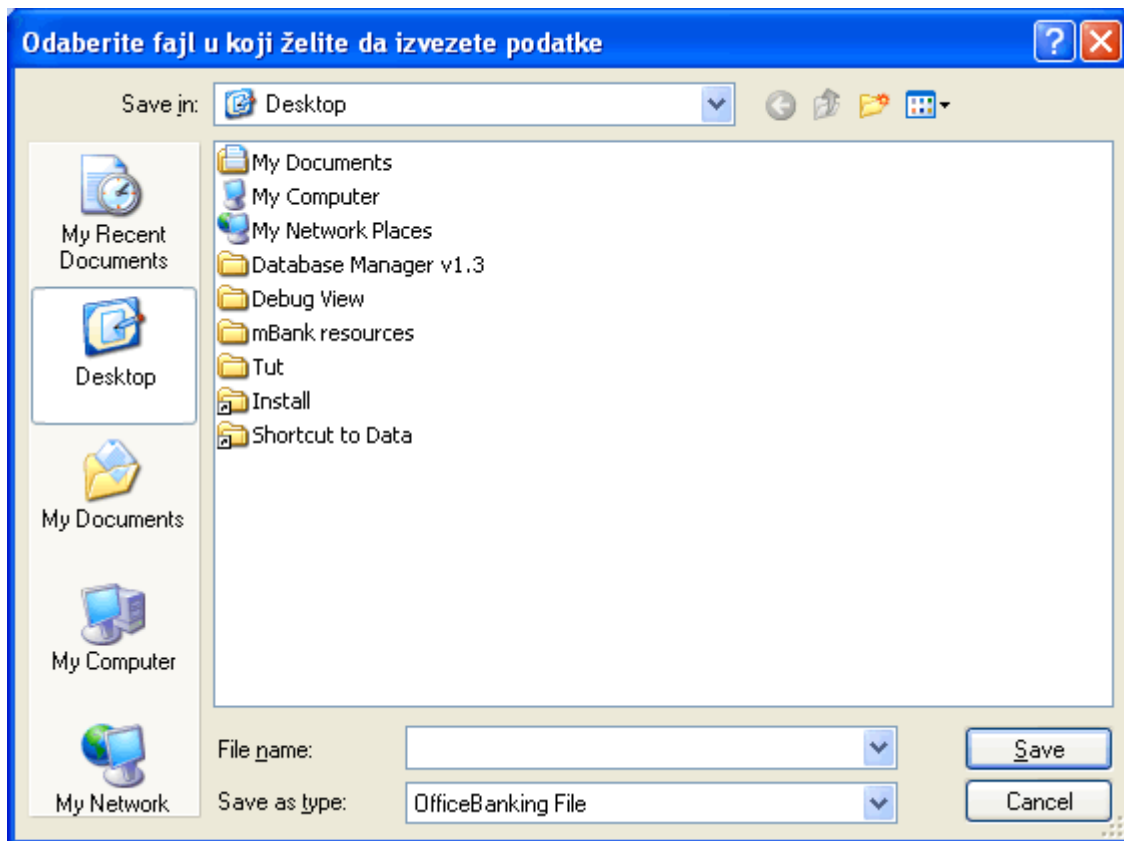 Odaberite fajl u koji želite da izvezete podatke
Save in:
Desktop
My Recent
Documents
Desktop
My Documents
My Computer
My Network
My Documents
My Computer
My Network Places
Database Manager v1.3
Debug View
mBank resources
Tut
Install
Shortcut to Data
File name:
Save
Save as type:
OfficeBanking File
Cancel